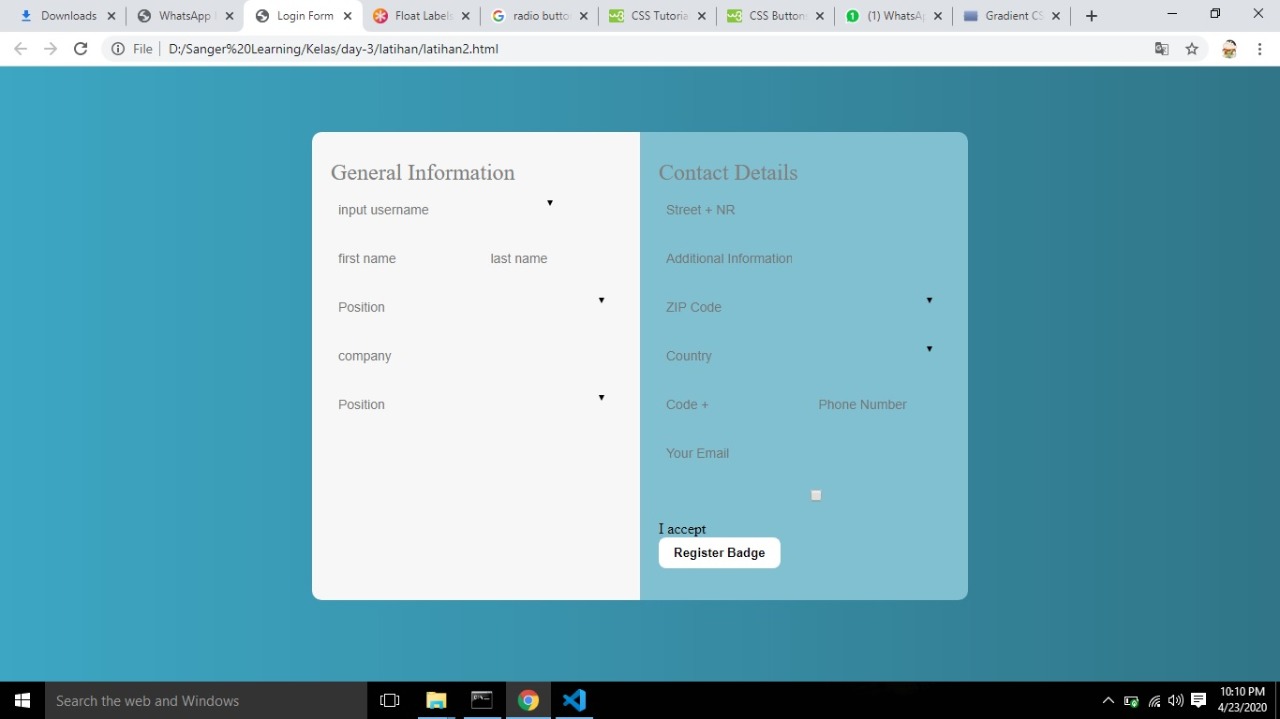 Downloads
WhatsApp
Login Form
Float Labels
radio butto
CSS Tutoria
CSS Button
(1) WhatsA
Gradient CS
File D:/Sanger%20Learning/Kelas/day-3/latihan/latihan2.html
General Information
input username ▼
first name last name
Position ▼
company
Position ▼
Contact Details
Street + NR
Additional Information
ZIP Code ▼
Country ▼
Code + Phone Number
Your Email
I accept
Register Badge
Search the web and Windows
10:10 PM
4/23/2020